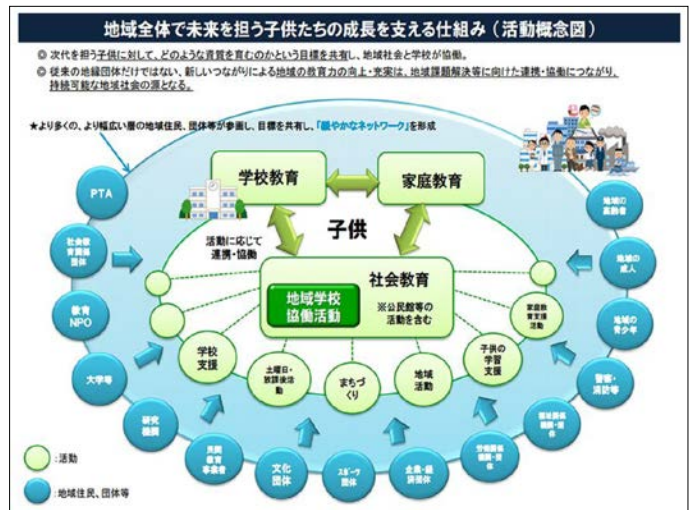 地域全体で未来を担う子供たちの成長を支える仕組み（活動概念図）
◎ 次代を担う子供に対して、どのような資質を育むのかという目標を共有し、地域社会と学校が協働。
◎ 従来の地縁団体だけではない、新しいつながりによる地域の教育力の向上・充実は、地域課題解決等に向けた連携・協働につながり、
持続可能な地域社会の源となる。
★より多くの、より幅広い層の地域住民、団体等が参画し、目標を共有し、「緩やかなネットワーク」を形成
学校教育
家庭教育
子供
活動に応じて
連携・協働
社会教育
地域学校
協働活動
※公民館等の
活動を含む
PTA
社会教
育関係
団体
教育
NPO
大学等
研究
機関
民間
教育
事業者
文化
団体
スポーツ
団体
企業・経
済団体
労働関係
機関・団
体
福祉関係
機関・団
体
警察・
消防等
地域の
青少年
地域の
成人
地域の
高齢者
学校
支援
土曜日・
放課後活
動
まちづ
くり
地域
活動
子供の
学習
支援
家庭教
育支援
活動
:活動
:地域住民、団体等